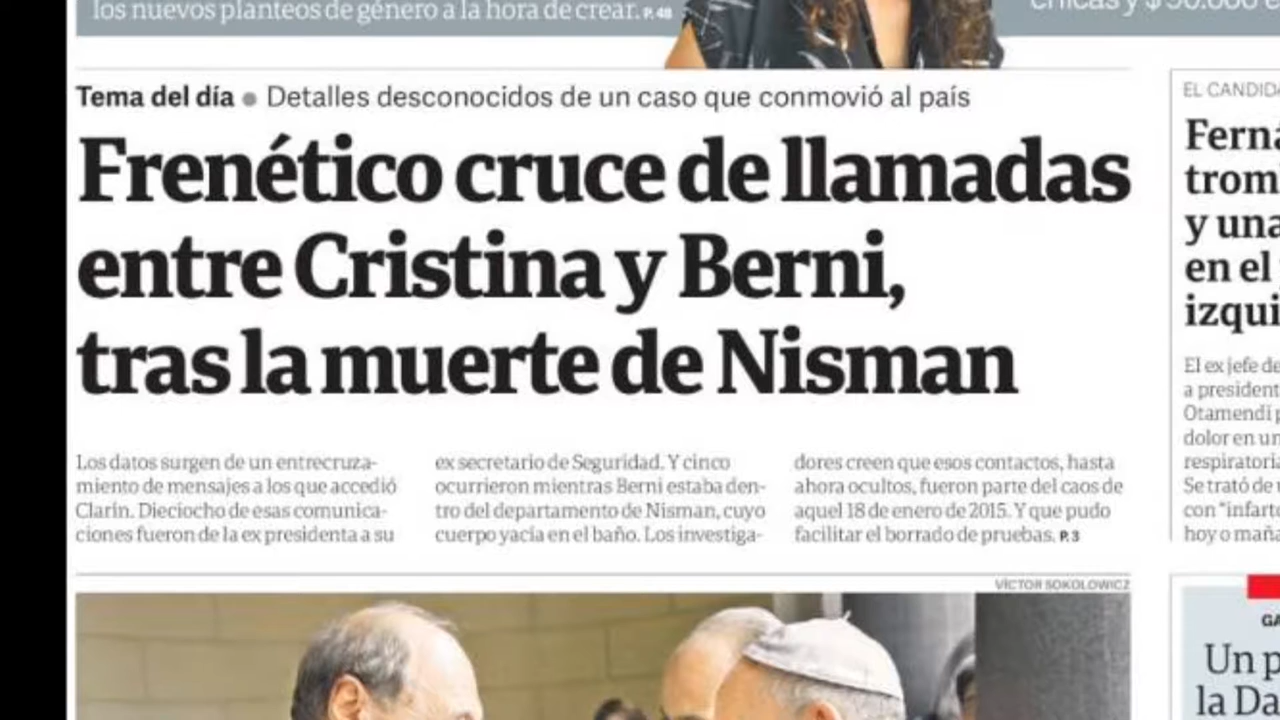 los nuevos planteos de género a la hora de crear. P. 48
chicas y $
Tema del día ● Detalles desconocidos de un caso que conmovió al país
Frenético cruce de llamadas
entre Cristina y Berni,
tras la muerte de Nisman
Los datos surgen de un entrecruza-
miento de mensajes a los que accedió
Clarín. Dieciocho de esas comunica-
ciones fueron de la ex presidenta a su
ex secretario de Seguridad. Y cinco
ocurrieron mientras Berni estaba den-
tro del departamento de Nisman, cuyo
cuerpo yacía en el baño. Los investiga-
dores creen que esos contactos, hasta
ahora ocultos, fueron parte del caos de
aquel 18 de enero de 2015. Y que pudo
facilitar el borrado de pruebas. P. 3
VÍCTOR SOKOLOWICZ
EL CANDIDA
Ferná
trom
y una
en el
izqui
El ex jefe de
a president
Otamendi p
dolor en un
respiratoria
Se trató de
con “infarto
hoy o maña
GA
Un p
la Da